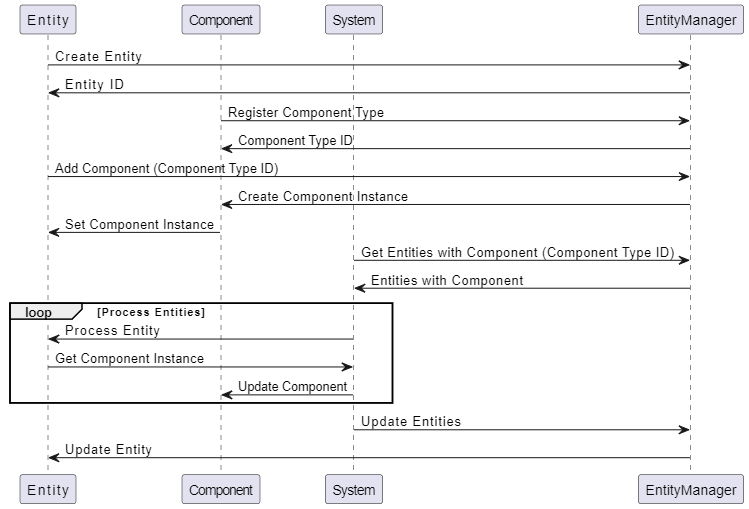 Entity Component System EntityManager
Create Entity
Entity ID
Register Component Type
Component Type ID
Add Component (Component Type ID)
Create Component Instance
Set Component Instance
Get Entities with Component (Component Type ID)
Entities with Component
loop [Process Entities]
Process Entity
Get Component Instance
Update Component
Update Entities
Update Entity
Entity Component System EntityManager